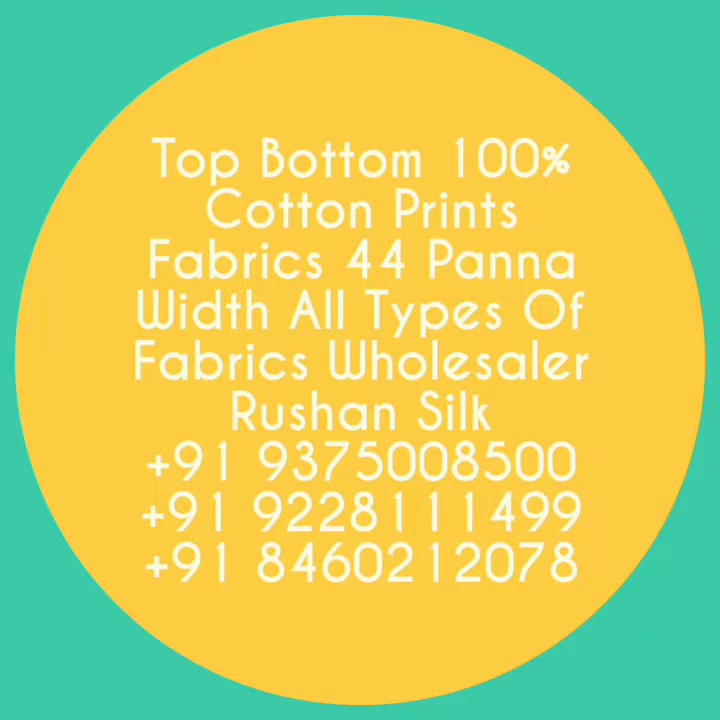 Top Bottom 100%
Cotton Prints
Fabrics 44 Panna
Width All Types Of
Fabrics Wholesaler
Rushan Silk
+91 9375008500
+91 9228111499
+91 8460212078